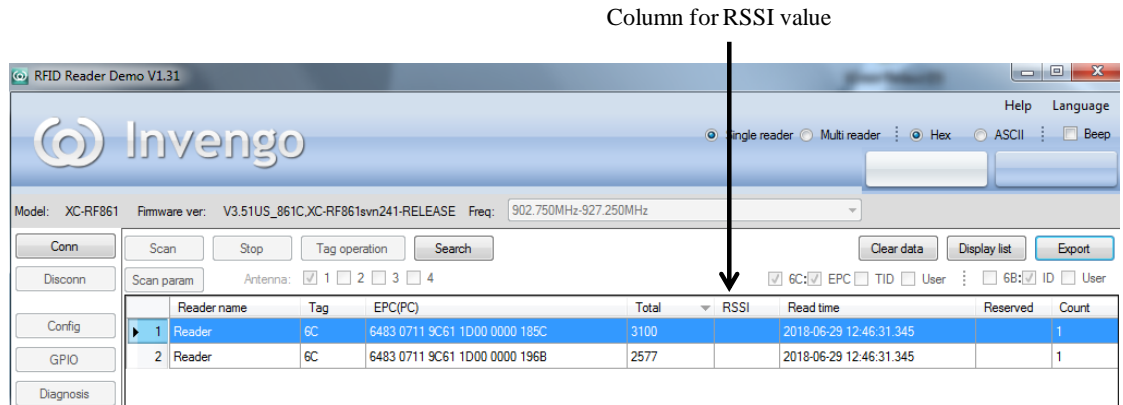 Column for RSSI value
RFID Reader Demo V1.31
Help Language
Invengo
Single reader Multi reader Hex ASCII Beep
Model: XC-RF861 Firmware ver: V3.51US_861C,XC-RF861svn241-RELEASE Freq: 902.750MHz-927.250MHz
Conn Scan Stop Tag operation Search Clear data Display list Export
Disconn Scan param Antenna: 1 2 3 4 6C: EPC TID User 6B: ID User
Reader name Tag EPC(PC) Total RSSI Read time Reserved Count
Config 1 Reader 6C 6483 0711 9C61 1D00 0000 185C 3100 2018-06-29 12:46:31.345 1
GPIO 2 Reader 6C 6483 0711 9C61 1D00 0000 196B 2577 2018-06-29 12:46:31.345 1
Diagnosis